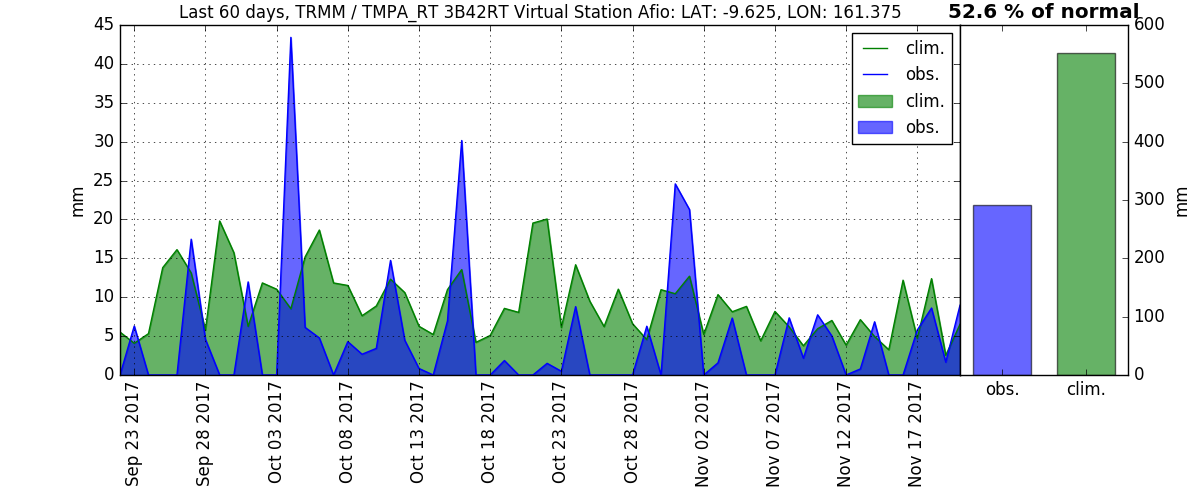 Last 60 days, TRMM / TMPA_RT 3B42RT Virtual Station Afio: LAT: -9.625, LON: 161.375
52.6 % of normal
45
40
35
30
25
20
15
10
5
0
mm
clim.
obs.
clim.
obs.
600
500
400
300
200
100
0
mm
obs.
clim.
Sep 23 2017
Sep 28 2017
Oct 03 2017
Oct 08 2017
Oct 13 2017
Oct 18 2017
Oct 23 2017
Oct 28 2017
Nov 02 2017
Nov 07 2017
Nov 12 2017
Nov 17 2017